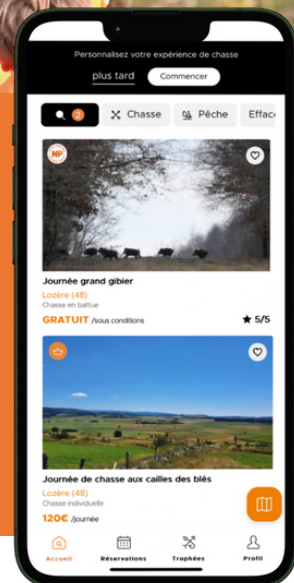 Personnalisez votre expérience de chasse
plus tard Commencer
2 Chasse Pêche Effac
NP
Journée grand gibier
Lozère (48)
Chasse en battue
GRATUIT /sous conditions ★ 5/5
Journée de chasse aux cailles des blés
Lozère (48)
Chasse individuelle
120€ /journée
Accueil Réservations Trophées Profil